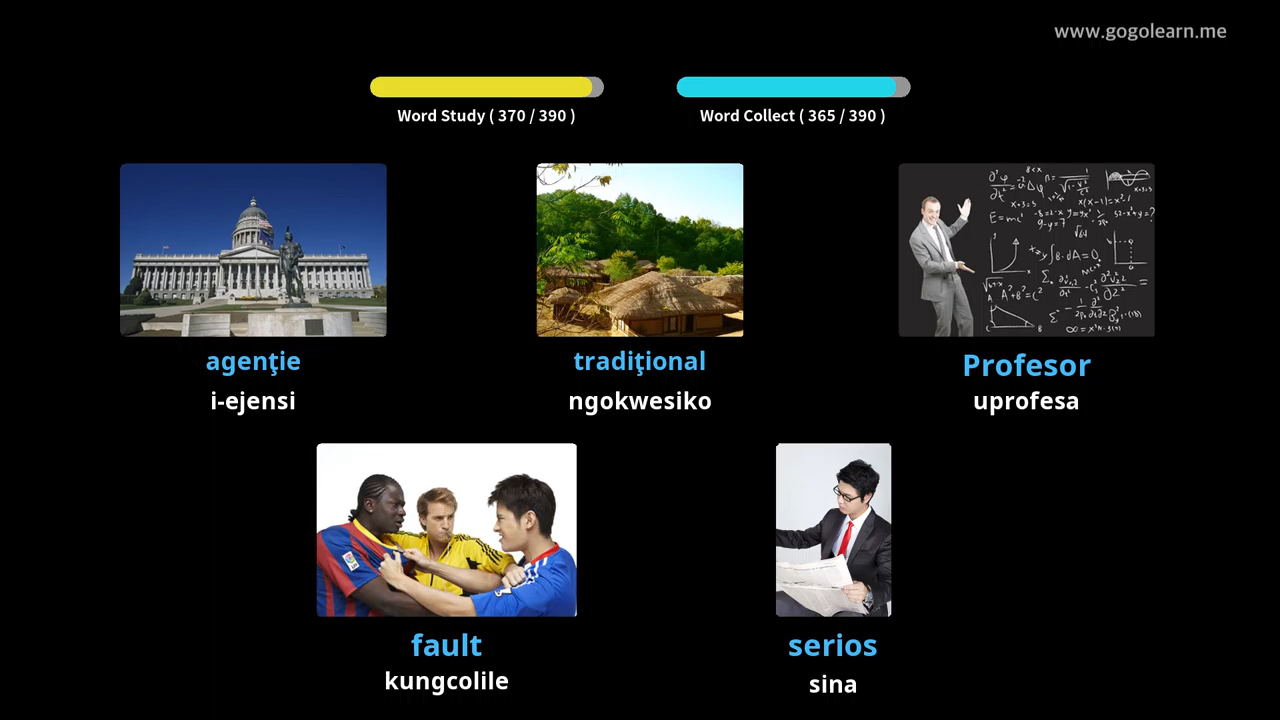 www.gogolearn.me
Word Study ( 370 / 390 )
Word Collect ( 365 / 390 )
agenţie
tradiţional
Profesor
i-ejensi
ngokwesiko
uprofesa
fault
serios
kungcolile
sina